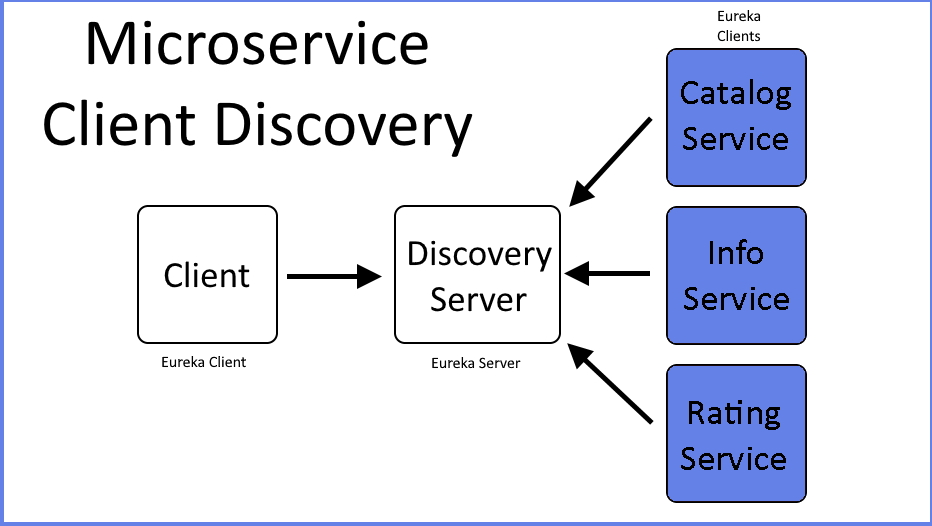 Microservice
Client Discovery
Eureka
Clients
Catalog
Service
Client
Eureka Client
Discovery
Server
Eureka Server
Info
Service
Rating
Service